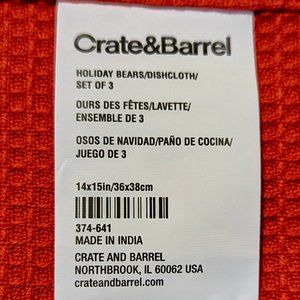 Crate&Barrel
HOLIDAY BEARS/DISHCLOTH/
SET OF 3
OURS DES FÊTES/LAVETTE/
ENSEMBLE DE 3
OSOS DE NAVIDAD/PAÑO DE COCINA/
JUEGO DE 3
14x15in/36x38cm
374-641
MADE IN INDIA
CRATE AND BARREL
NORTHBROOK, IL 60062 USA
crateandbarrel.com